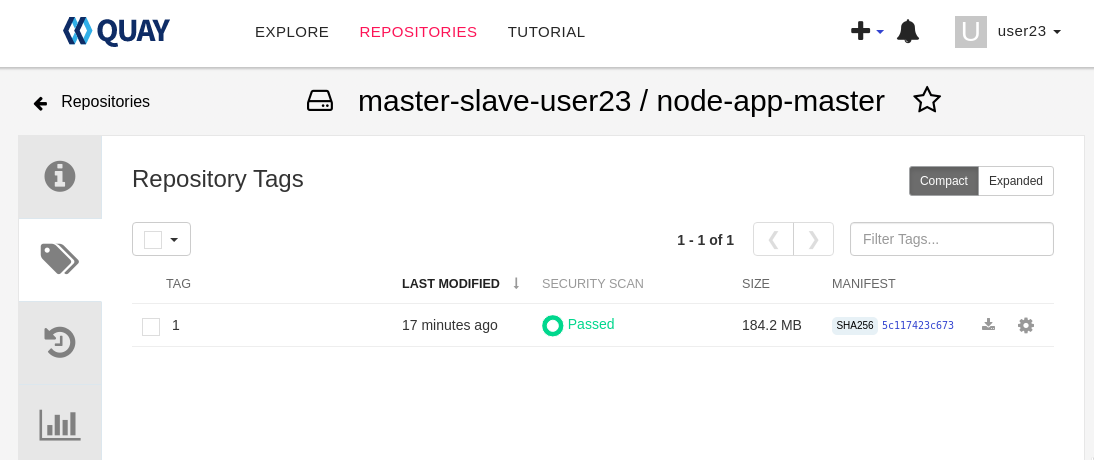 QUAY EXPLORE REPOSITORIES TUTORIAL U user23
Repositories master-slave-user23 / node-app-master
Repository Tags Compact Expanded
1 - 1 of 1 Filter Tags...
TAG LAST MODIFIED ↓ SECURITY SCAN SIZE MANIFEST
1 17 minutes ago Passed 184.2 MB SHA256 5c117423c673